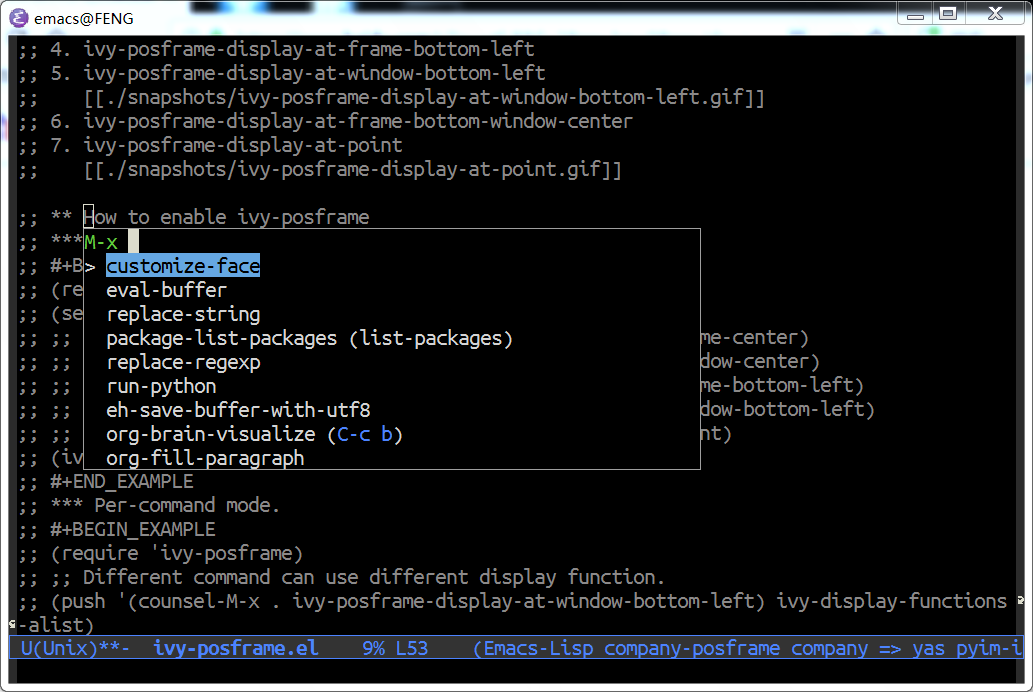 emacs@FENG
;; 4. ivy-posframe-display-at-frame-bottom-left
;; 5. ivy-posframe-display-at-window-bottom-left
;;    [[./snapshots/ivy-posframe-display-at-window-bottom-left.gif]]
;; 6. ivy-posframe-display-at-frame-bottom-window-center
;; 7. ivy-posframe-display-at-point
;;    [[./snapshots/ivy-posframe-display-at-point.gif]]
;; ** How to enable ivy-posframe
;; ***M-x
;; #+B> customize-face
;; (re eval-buffer
;; (se replace-string
;; ;; package-list-packages (list-packages) me-center)
;; ;; replace-regexp dow-center)
;; ;; run-python me-bottom-left)
;; ;; eh-save-buffer-with-utf8 dow-bottom-left)
;; ;; org-brain-visualize (C-c b) nt)
;; (iv org-fill-paragraph
;; #+END_EXAMPLE
;; *** Per-command mode.
;; #+BEGIN_EXAMPLE
;; (require 'ivy-posframe)
;; ;; Different command can use different display function.
;; (push '(counsel-M-x . ivy-posframe-display-at-window-bottom-left) ivy-display-functions
-alist)
U(Unix)**-  ivy-posframe.el    9% L53    (Emacs-Lisp company-posframe company => yas pyim-i